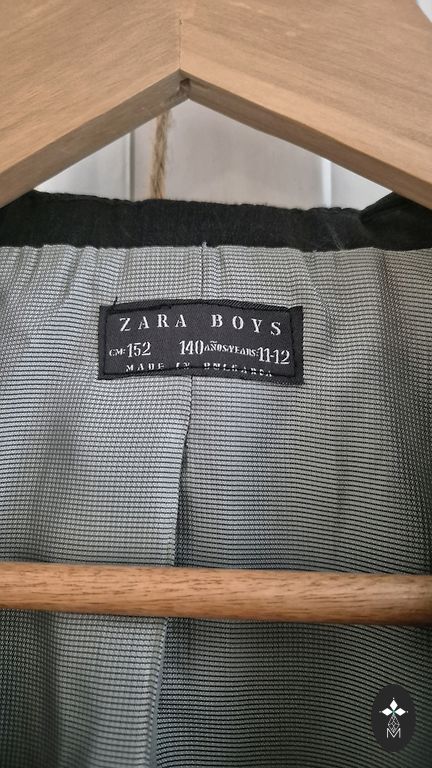 ZARA BOYS
CM:152 140 AÑOS/YEARS:11-12
MADE IN BULGARIA
M